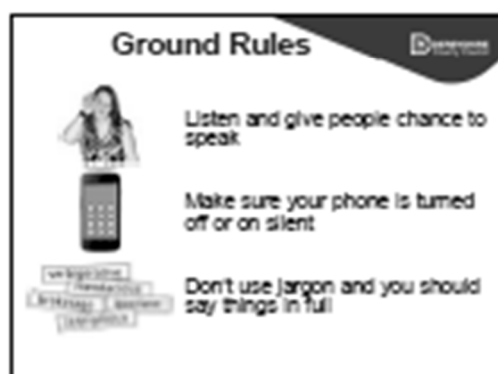 Ground Rules
Listen and give people chance to
speak
Make sure your phone is turned
off or on silent
Don't use jargon and you should
say things in full